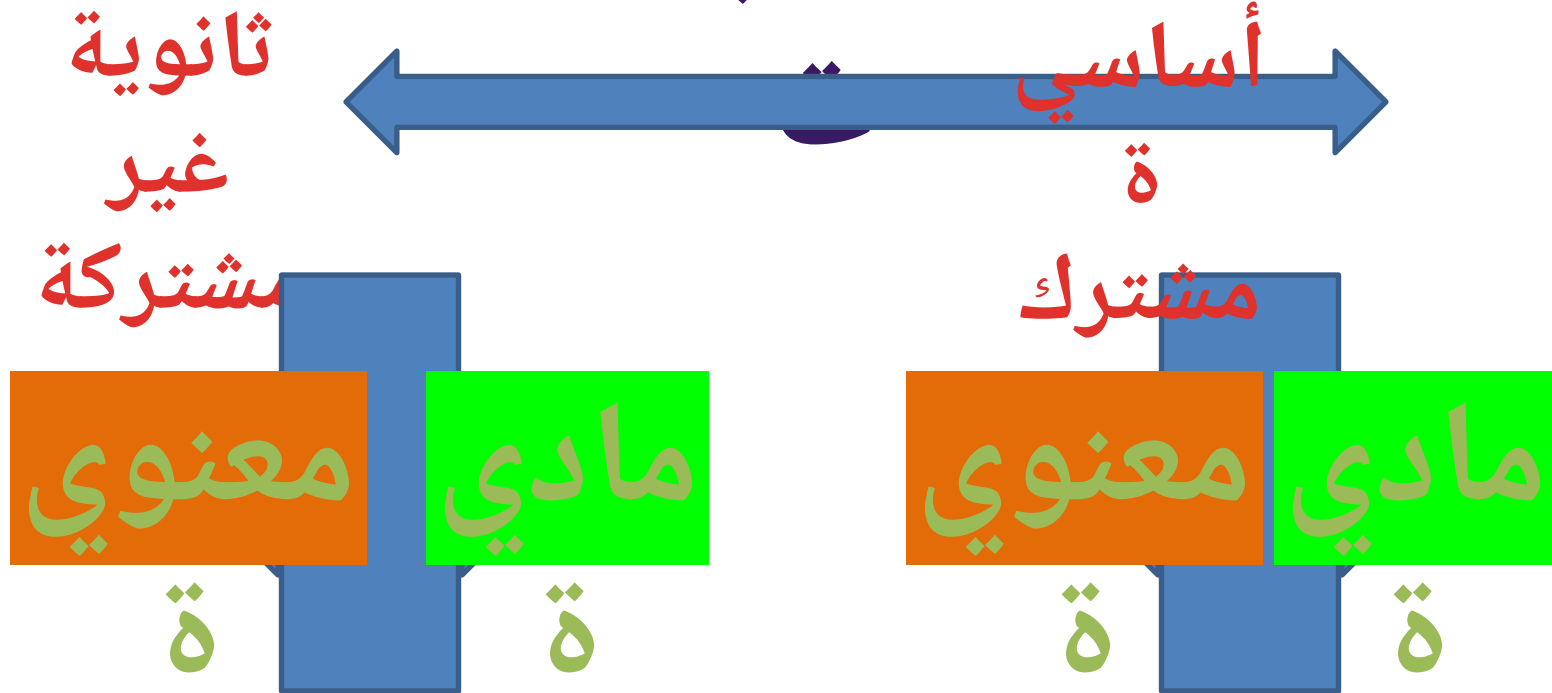 أساسي
ة
مشترك
ثانوية
غير
مشتركة
مادي
ة
معنوي
ة
مادي
ة
معنوي
ة